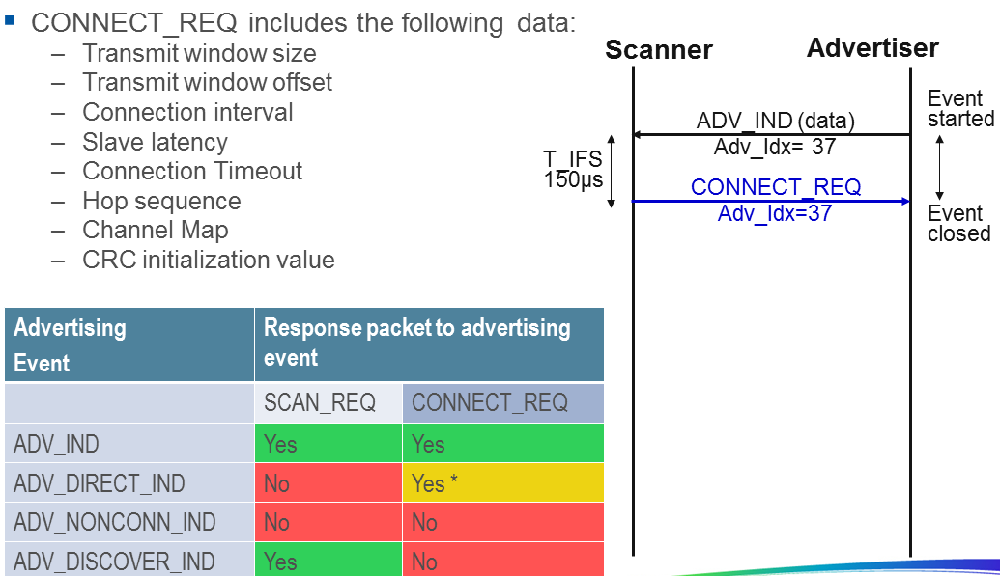 CONNECT_REQ includes the following data:
– Transmit window size
– Transmit window offset
– Connection interval
– Slave latency
– Connection Timeout
– Hop sequence
– Channel Map
– CRC initialization value
Scanner
Advertiser
Event
started
ADV_IND (data)
Adv_Idx= 37
T_IFS
150µs
CONNECT_REQ
Adv_Idx=37
Event
closed
Advertising
Event
Response packet to advertising
event
SCAN_REQ CONNECT_REQ
ADV_IND Yes Yes
ADV_DIRECT_IND No Yes *
ADV_NONCONN_IND No No
ADV_DISCOVER_IND Yes No